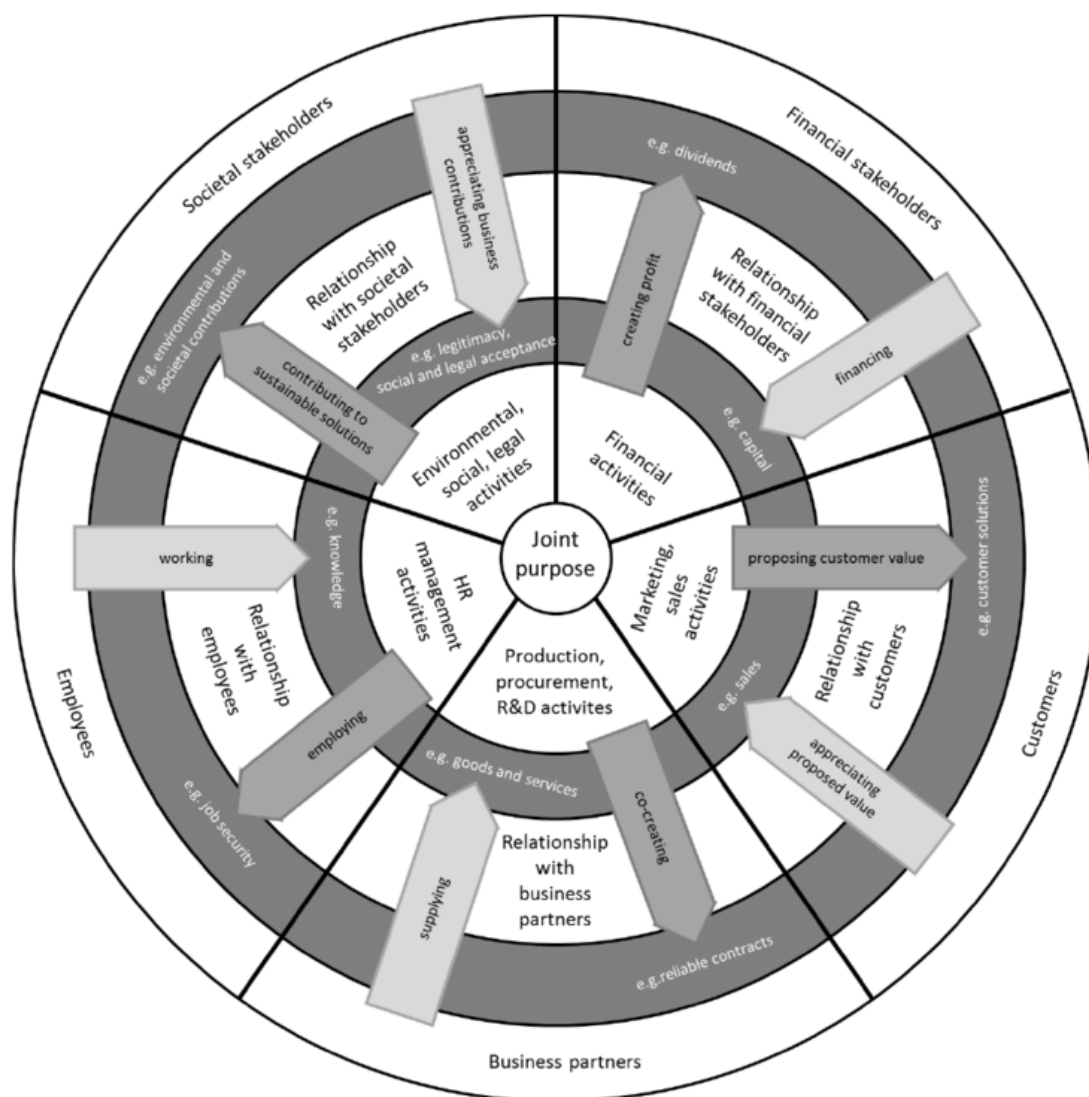 Societal stakeholders
Financial stakeholders
appreciating business
contributions
e.g. dividends
e.g. environmental and
societal contributions
Relationship
with societal
stakeholders
creating profit
Relationship
with financial
stakeholders
financing
e.g. legitimacy,
social and legal acceptance
contributing to
sustainable solutions
e.g. capital
Environmental,
social, legal
activities
Financial
activities
e.g. customer solutions
working
e.g. knowledge
HR
management
activities
Joint
purpose
Marketing,
sales
activities
proposing customer value
Employees
Relationship
with
employees
Relationship
with
customers
Customers
Production,
procurement,
R&D activites
e.g. sales
employing
e.g. job security
e.g. goods and services
co-creating
appreciating
proposed value
supplying
Relationship
with
business
partners
e.g.reliable contracts
Business partners